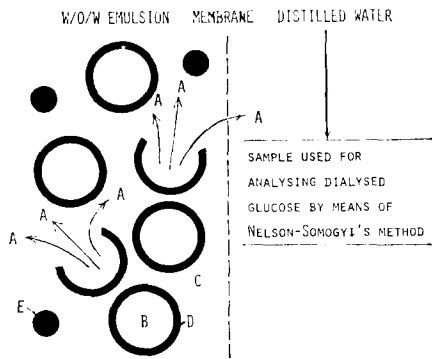 W/O/W EMULSION MEMBRANE DISTILLED WATER
A
A
A
A
A
A
SAMPLE USED FOR
ANALYSING DIALYSED
GLUCOSE BY MEANS OF
NELSON-SOMOGYI'S METHOD
C
E
B
D